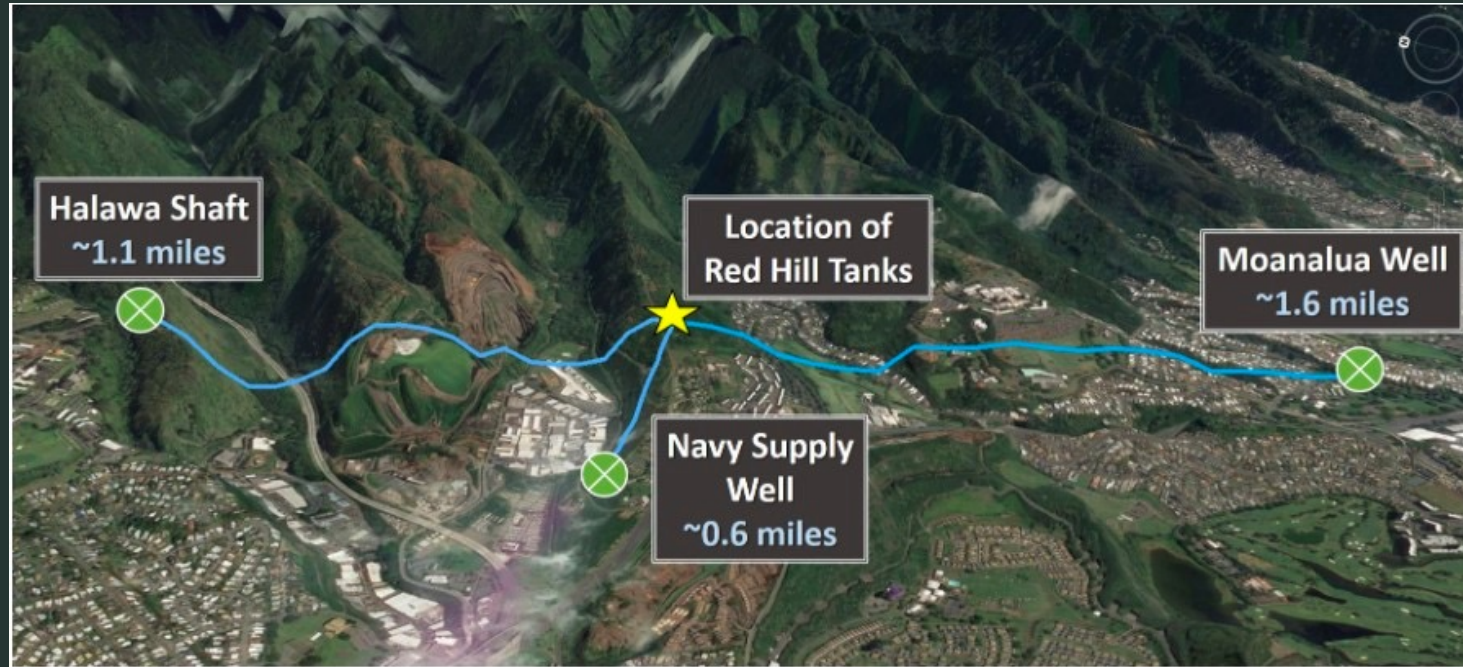 Halawa Shaft
~1.1 miles
Location of
Red Hill Tanks
Moanalua Well
~1.6 miles
Navy Supply
Well
~0.6 miles
N